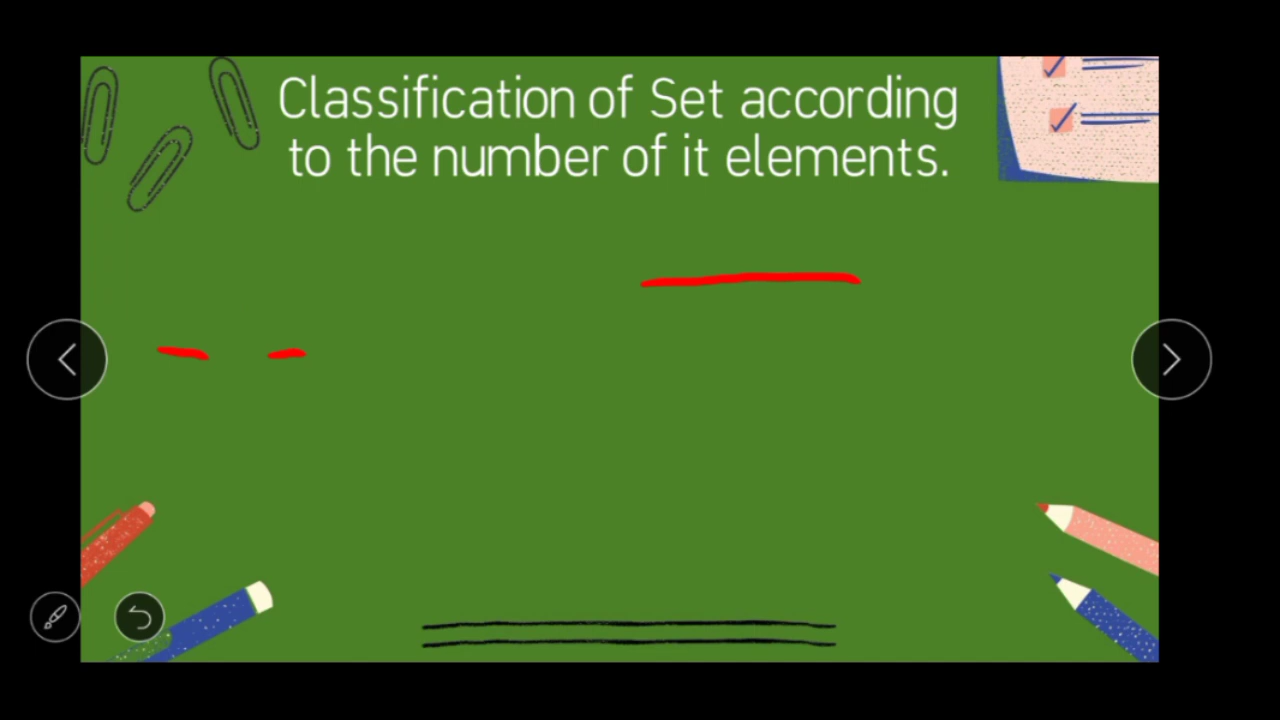 Classification of Set according
to the number of it elements.